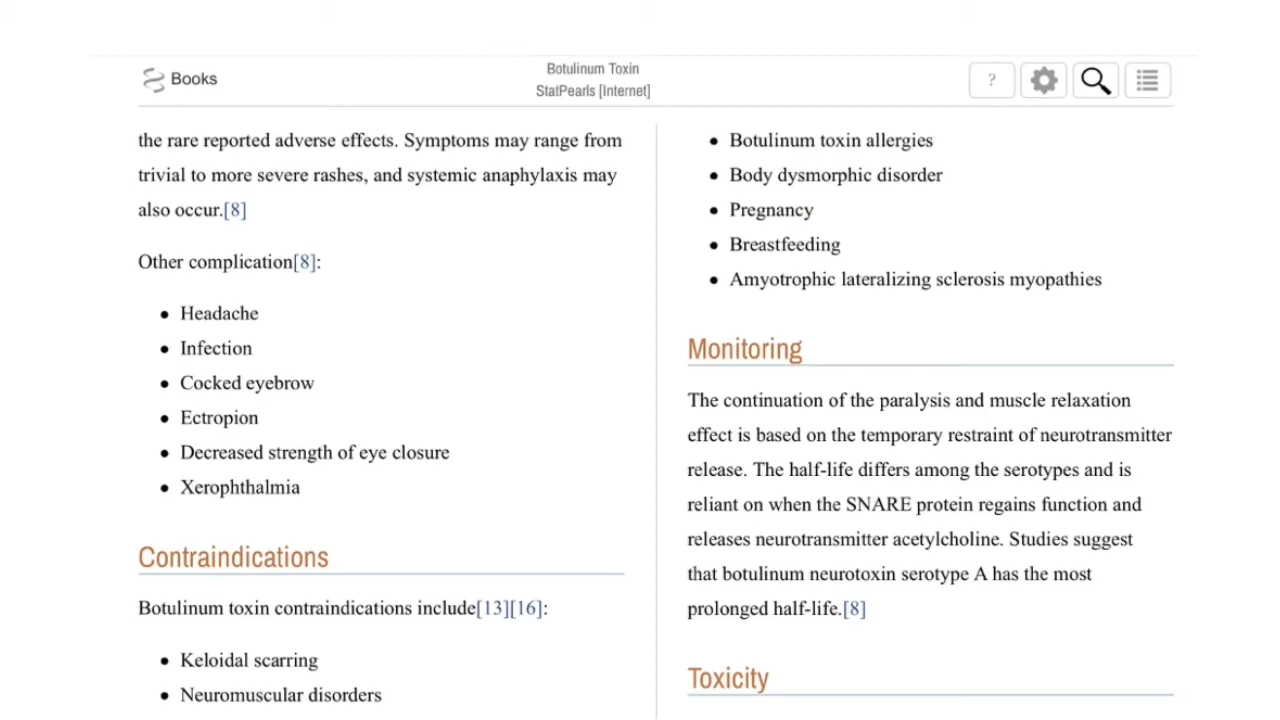 Books
Botulinum Toxin
StatPearls [Internet]
?
the rare reported adverse effects. Symptoms may range from
trivial to more severe rashes, and systemic anaphylaxis may
also occur.[8]
Other complication[8]:
• Headache
• Infection
• Cocked eyebrow
• Ectropion
• Decreased strength of eye closure
• Xerophthalmia
Contraindications
Botulinum toxin contraindications include[13][16]:
• Keloidal scarring
• Neuromuscular disorders
• Botulinum toxin allergies
• Body dysmorphic disorder
• Pregnancy
• Breastfeeding
• Amyotrophic lateralizing sclerosis myopathies
Monitoring
The continuation of the paralysis and muscle relaxation
effect is based on the temporary restraint of neurotransmitter
release. The half-life differs among the serotypes and is
reliant on when the SNARE protein regains function and
releases neurotransmitter acetylcholine. Studies suggest
that botulinum neurotoxin serotype A has the most
prolonged half-life.[8]
Toxicity